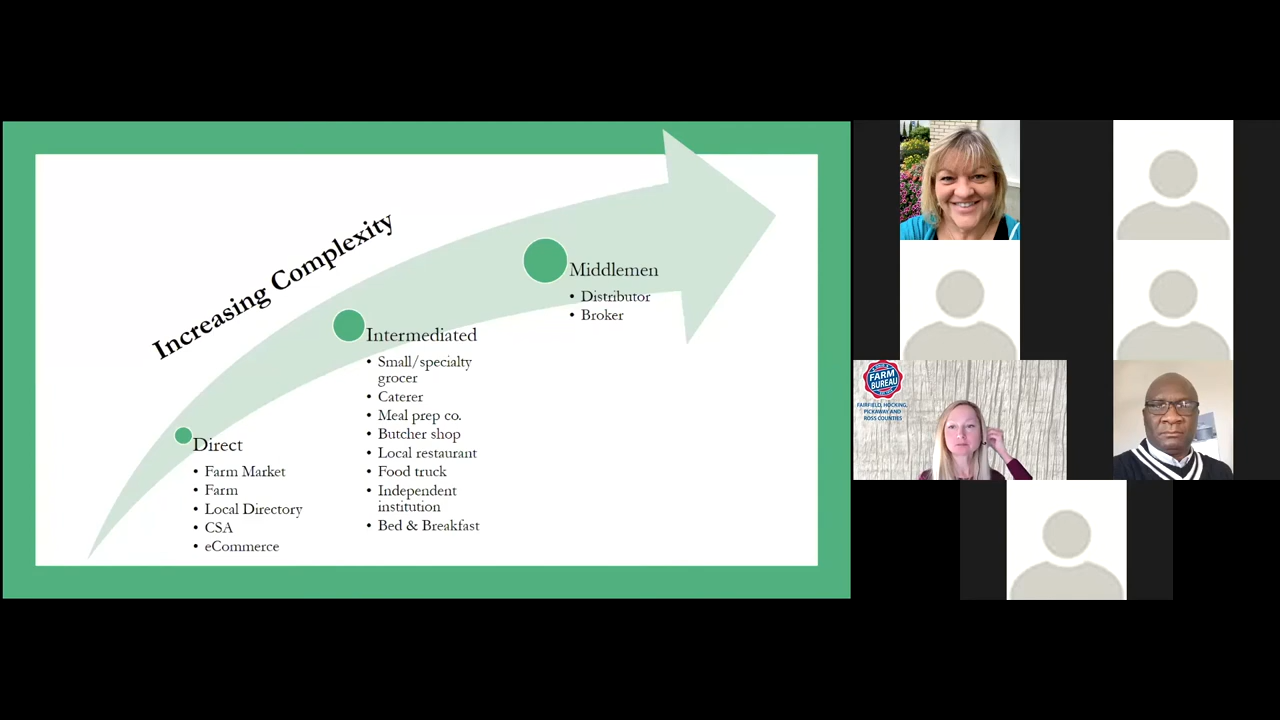 Increasing Complexity
Direct
• Farm Market
• Farm
• Local Directory
• CSA
• eCommerce
Intermediated
• Small/specialty
grocer
• Caterer
• Meal prep co.
• Butcher shop
• Local restaurant
• Food truck
• Independent
institution
• Bed & Breakfast
Middlemen
• Distributor
• Broker
FARM
BUREAU
FAIRFIELD, HOCKING,
PICKAWAY AND
ROSS COUNTIES